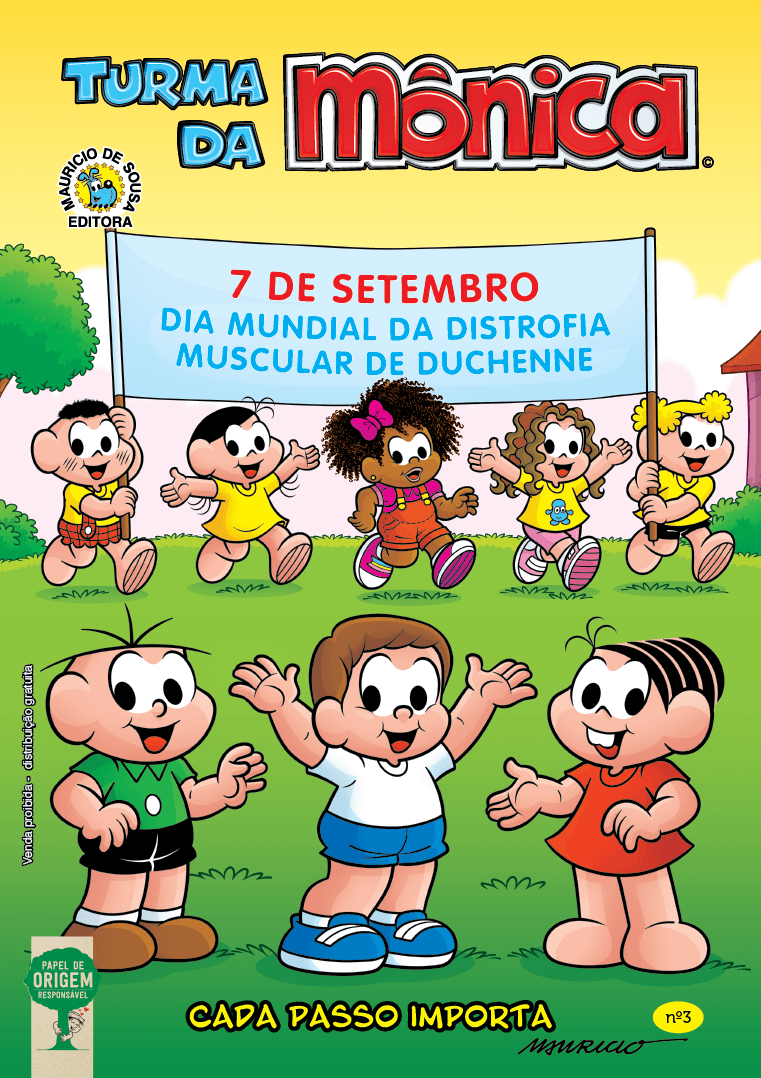 TURMA
DA
MÔNICA
©
MAURICIO DE SOUSA
EDITORA
7 DE SETEMBRO
DIA MUNDIAL DA DISTROFIA
MUSCULAR DE DUCHENNE
Venda proibida - distribuição gratuita
PAPEL DE
ORIGEM
RESPONSÁVEL
CADA PASSO IMPORTA
nº3
MAURICIO